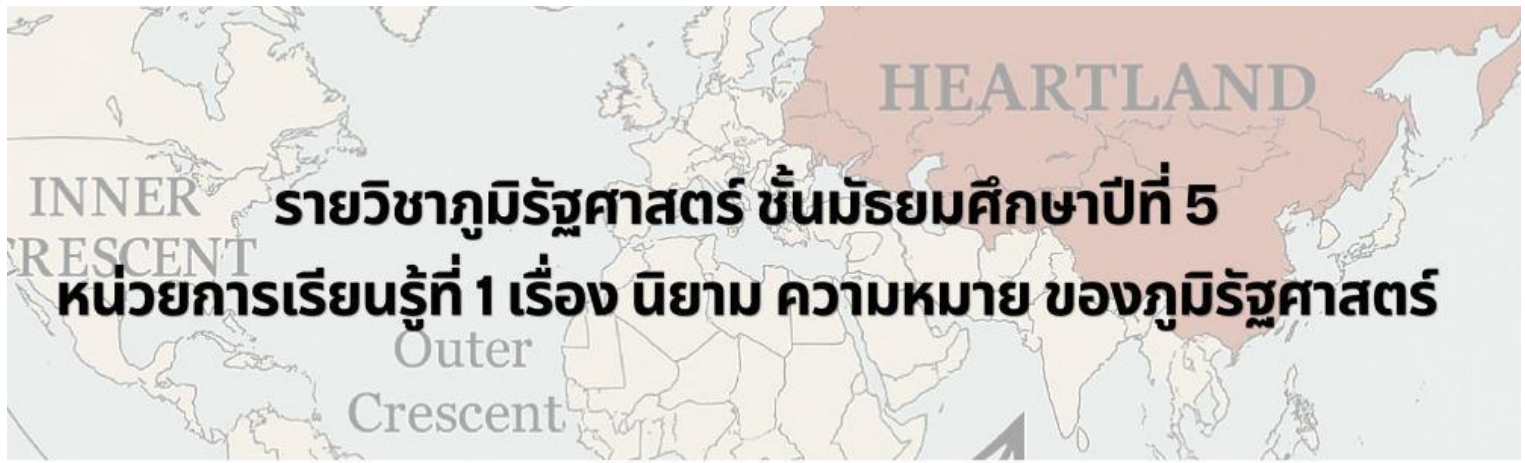 HEARTLAND
INNER
CRESCENT
รายวิชาภูมิรัฐศาสตร์ ชั้นมัธยมศึกษาปีที่ 5
หน่วยการเรียนรู้ที่ 1 เรื่อง นิยาม ความหมาย ของภูมิรัฐศาสตร์
Outer
Crescent